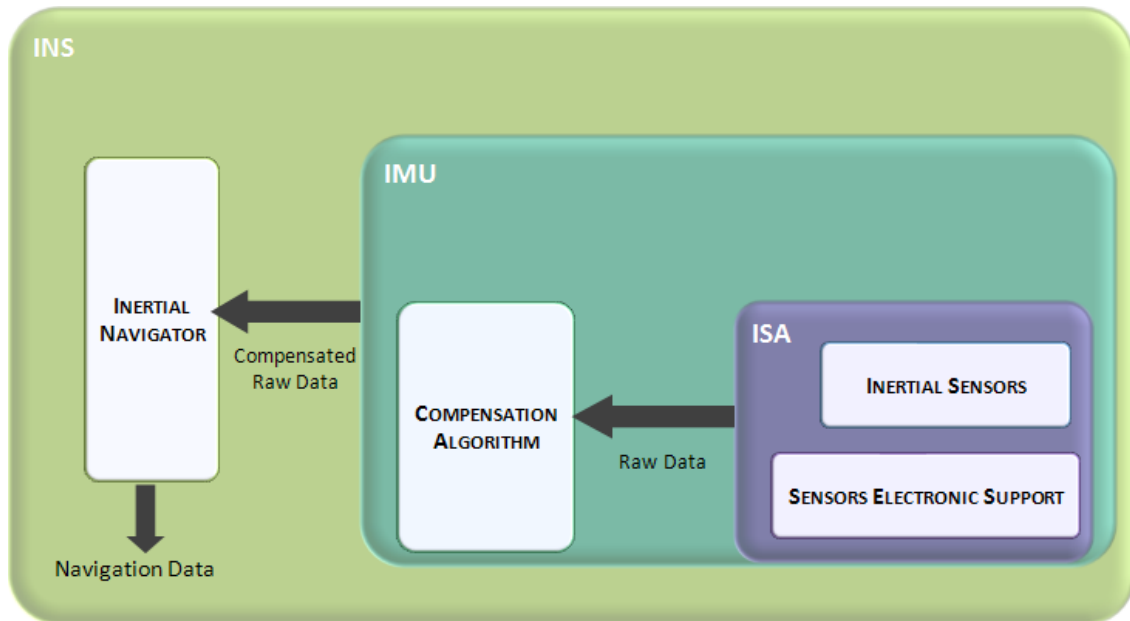 INS
IMU
ISA
INERTIAL
NAVIGATOR
Compensated
Raw Data
COMPENSATION
ALGORITHM
Raw Data
INERTIAL SENSORS
SENSORS ELECTRONIC SUPPORT
Navigation Data